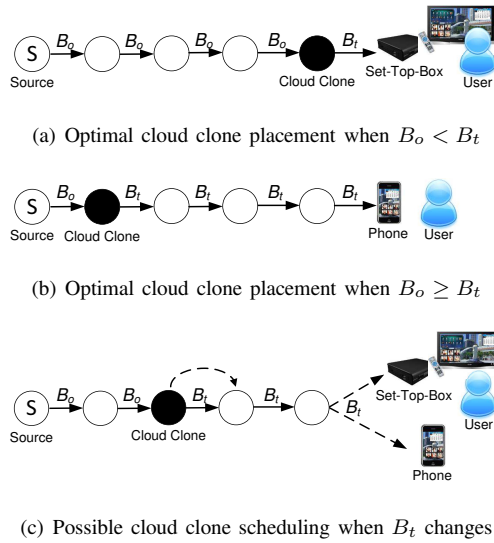 B_o B_o B_o B_o B_t
S
Source Cloud Clone Set-Top-Box User
(a) Optimal cloud clone placement when B_o < B_t
B_o B_t B_t B_t B_t
S
Source Cloud Clone Phone User
(b) Optimal cloud clone placement when B_o ≥ B_t
B_o B_o B_t B_t B_t
S
Source Cloud Clone Set-Top-Box User
Phone
(c) Possible cloud clone scheduling when B_t changes